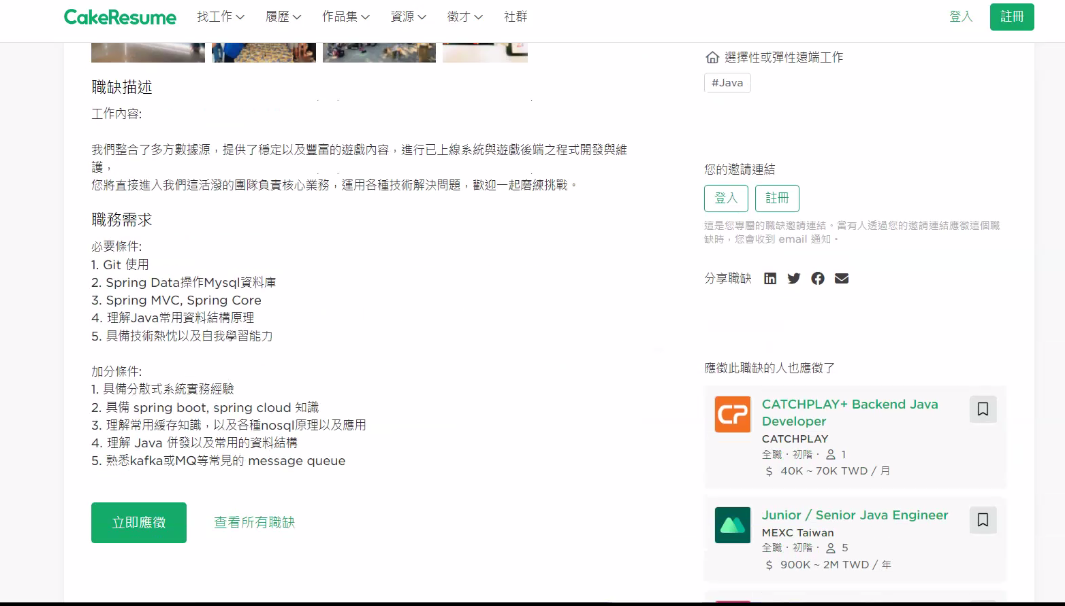 CakeResume 找工作 履歷 作品集 資源 徵才 社群 登入 註冊
職缺描述
工作內容:
我們整合了多方數據源，提供了穩定以及豐富的遊戲內容，進行已上線系統與遊戲後端之程式開發與維
護，
您將直接進入我們這活潑的團隊負責核心業務，運用各種技術解決問題，歡迎一起磨練挑戰。
職務需求
必要條件:
1. Git 使用
2. Spring Data操作Mysql資料庫
3. Spring MVC, Spring Core
4. 理解Java常用資料結構原理
5. 具備技術熱忱以及自我學習能力
加分條件:
1. 具備分散式系統實務經驗
2. 具備 spring boot, spring cloud 知識
3. 理解常用緩存知識，以及各種nosql原理以及應用
4. 理解 Java 併發以及常用的資料結構
5. 熟悉kafka或MQ等常見的 message queue
立即應徵 查看所有職缺
選擇性或彈性遠端工作
#Java
您的邀請連結
登入 註冊
這是您專屬的職缺邀請連結。當有人透過您的邀請連結應徵這個職
缺時，您會收到 email 通知。
分享職缺
應徵此職缺的人也應徵了
CP
CATCHPLAY+ Backend Java
Developer
CATCHPLAY
全職・初階・ 1
$ 40K ~ 70K TWD / 月
Junior / Senior Java Engineer
MEXC Taiwan
全職・初階・ 5
$ 900K ~ 2M TWD / 年